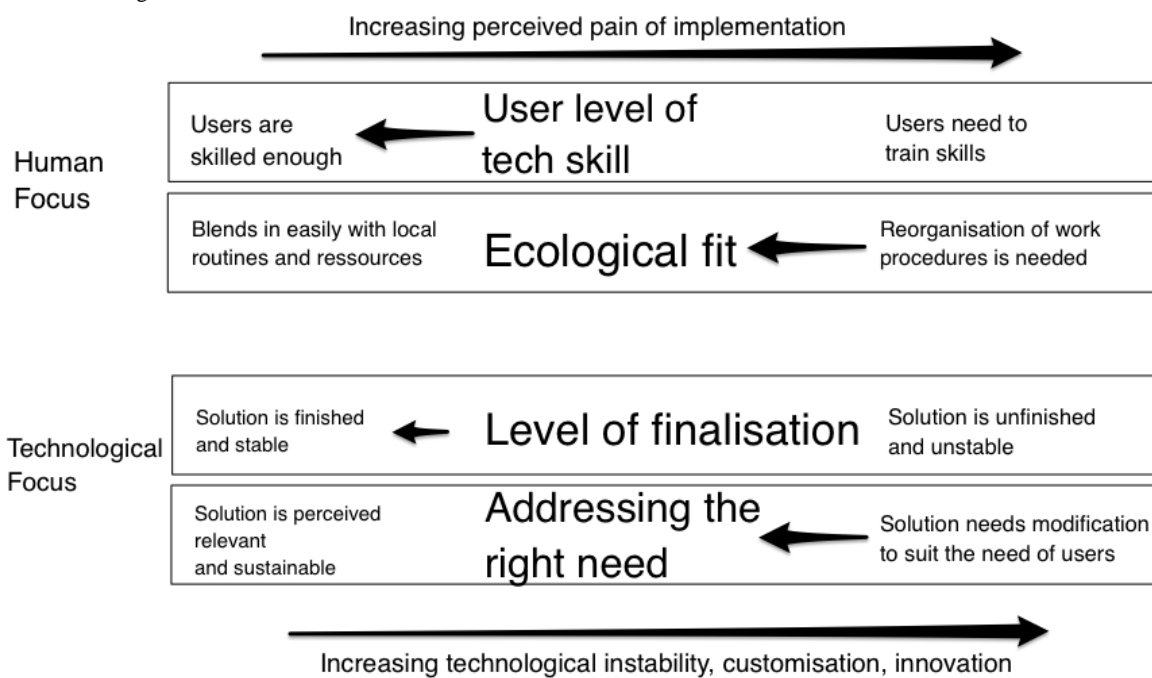 Increasing perceived pain of implementation
Human
Focus
Users are
skilled enough
User level of
tech skill
Users need to
train skills
Blends in easily with local
routines and ressources
Ecological fit
Reorganisation of work
procedures is needed
Technological
Focus
Solution is finished
and stable
Level of finalisation
Solution is unfinished
and unstable
Solution is perceived
relevant
and sustainable
Addressing the
right need
Solution needs modification
to suit the need of users
Increasing technological instability, customisation, innovation